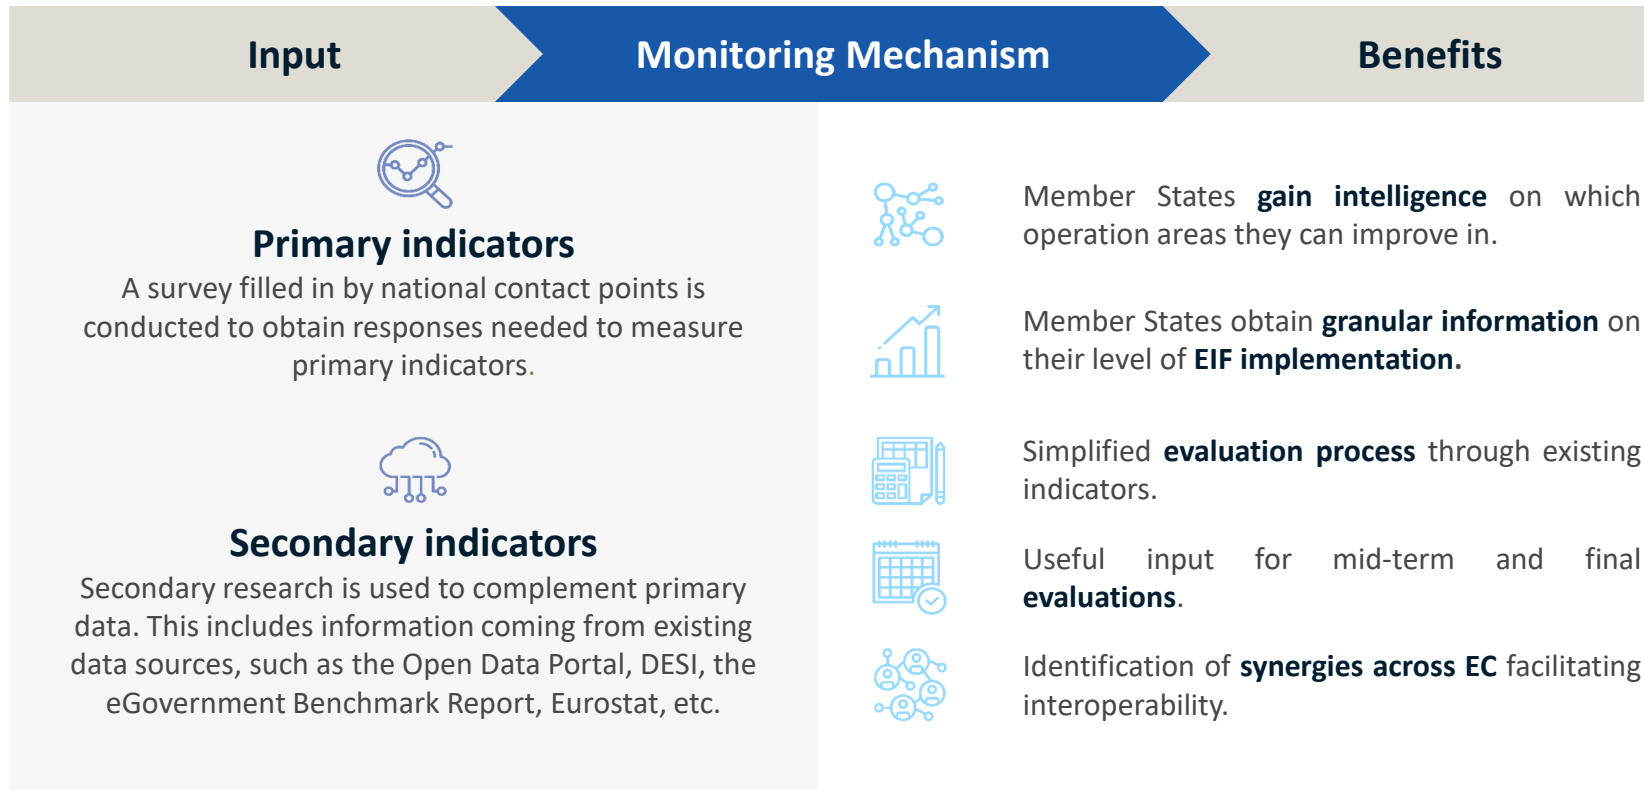 Input
Monitoring Mechanism
Benefits
Primary indicators
A survey filled in by national contact points is
conducted to obtain responses needed to measure
primary indicators.
Secondary indicators
Secondary research is used to complement primary
data. This includes information coming from existing
data sources, such as the Open Data Portal, DESI, the
eGovernment Benchmark Report, Eurostat, etc.
Member States gain intelligence on which
operation areas they can improve in.
Member States obtain granular information on
their level of EIF implementation.
Simplified evaluation process through existing
indicators.
Useful input for mid-term and final
evaluations.
Identification of synergies across EC facilitating
interoperability.